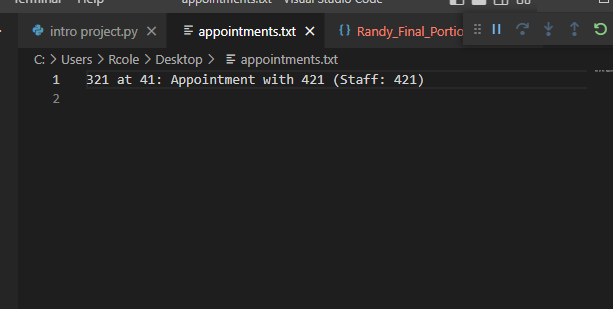 Terminal Help appointments.txt - Visual Studio Code
intro project.py appointments.txt {} Randy_Final_Portio
C: > Users > Rcole > Desktop > appointments.txt
1 321 at 41: Appointment with 421 (Staff: 421)
2